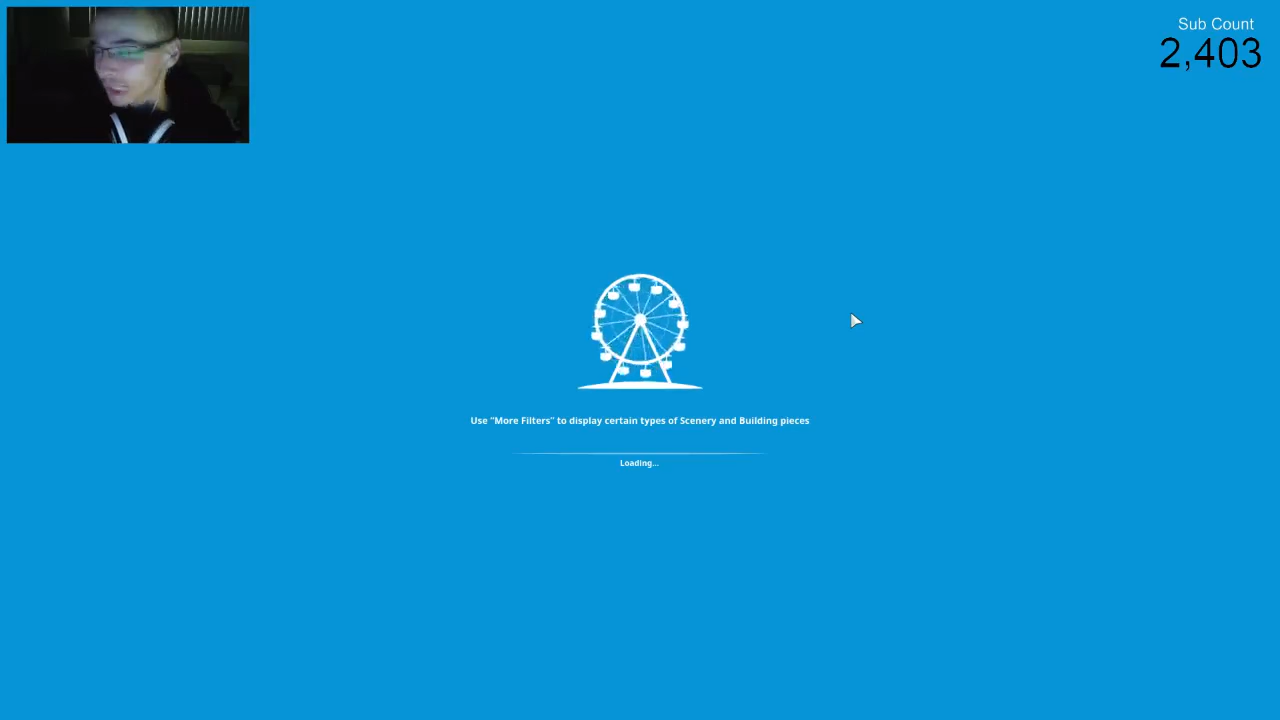 Sub Count
2,403
Use “More Filters” to display certain types of Scenery and Building pieces
Loading...